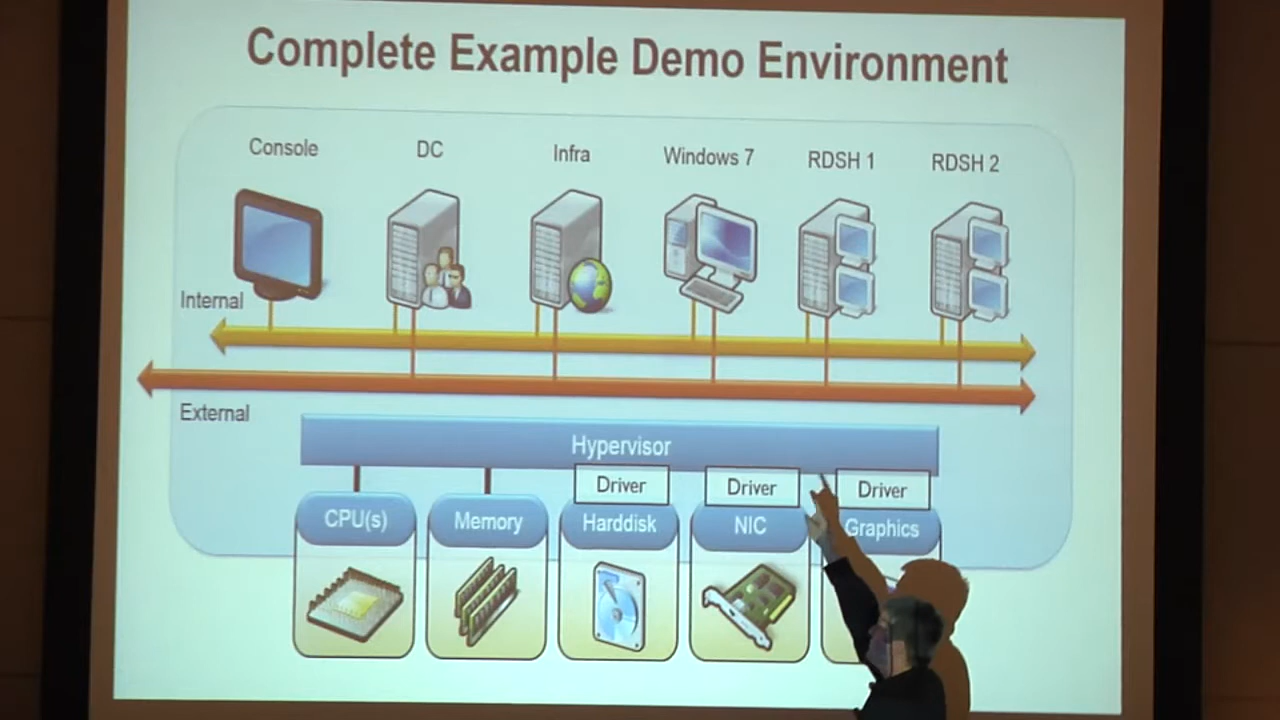 Complete Example Demo Environment
Console
DC
Infra
Windows 7
RDSH 1
RDSH 2
Internal
External
Hypervisor
Driver
Driver
Driver
CPU(s)
Memory
Harddisk
NIC
Graphics